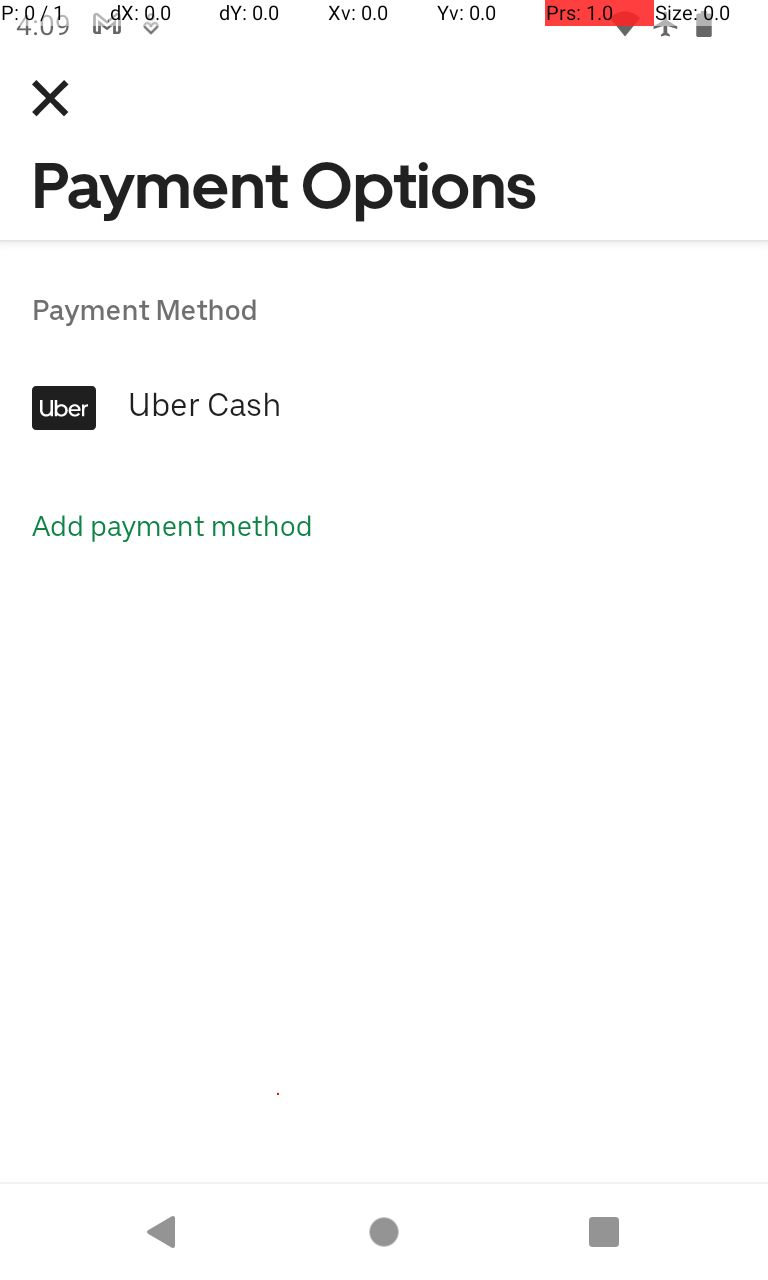 P: 0 / 1 dX: 0.0 dY: 0.0 Xv: 0.0 Yv: 0.0 Prs: 1.0 Size: 0.0
4:09
Payment Options
Payment Method
Uber Uber Cash
Add payment method